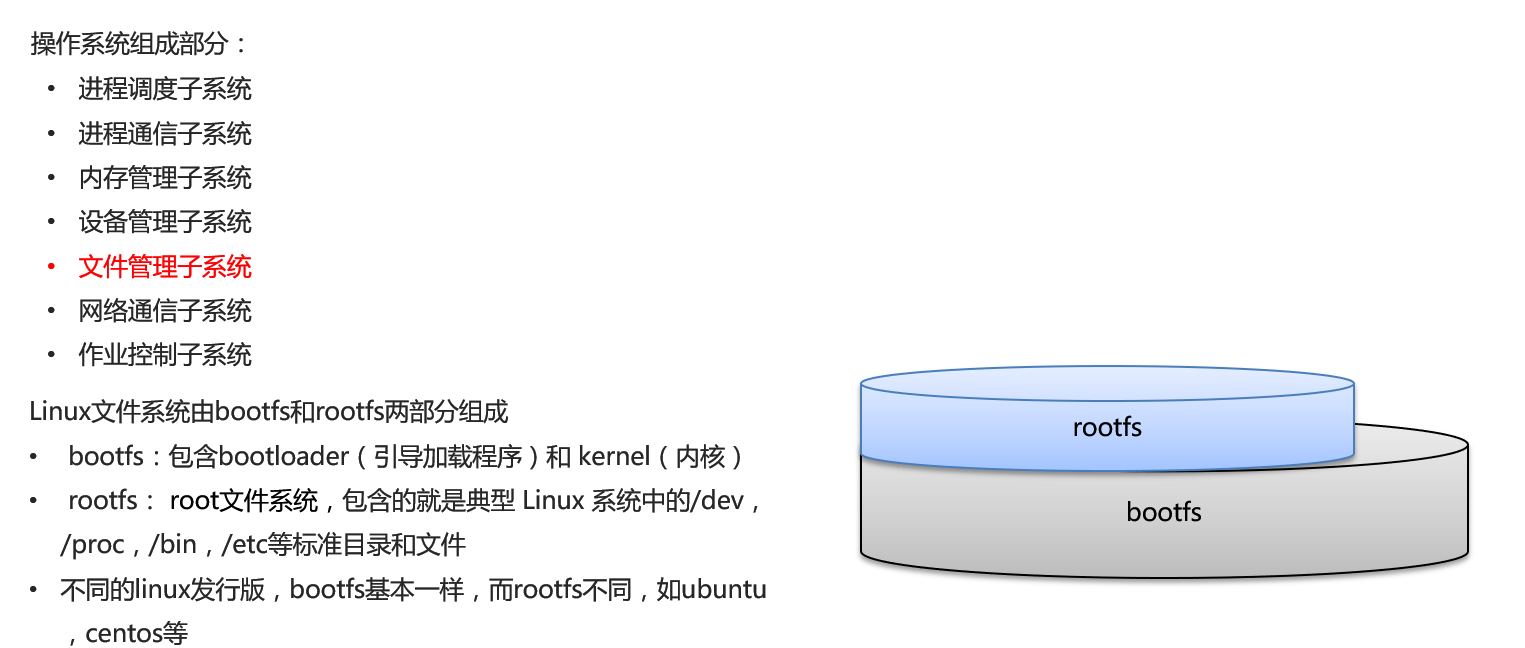 操作系统组成部分：
• 进程调度子系统
• 进程通信子系统
• 内存管理子系统
• 设备管理子系统
• 文件管理子系统
• 网络通信子系统
• 作业控制子系统
Linux文件系统由bootfs和rootfs两部分组成
• bootfs：包含bootloader（引导加载程序）和 kernel（内核）
• rootfs： root文件系统，包含的就是典型 Linux 系统中的/dev，
/proc，/bin，/etc等标准目录和文件
• 不同的linux发行版，bootfs基本一样，而rootfs不同，如ubuntu
，centos等
rootfs
bootfs